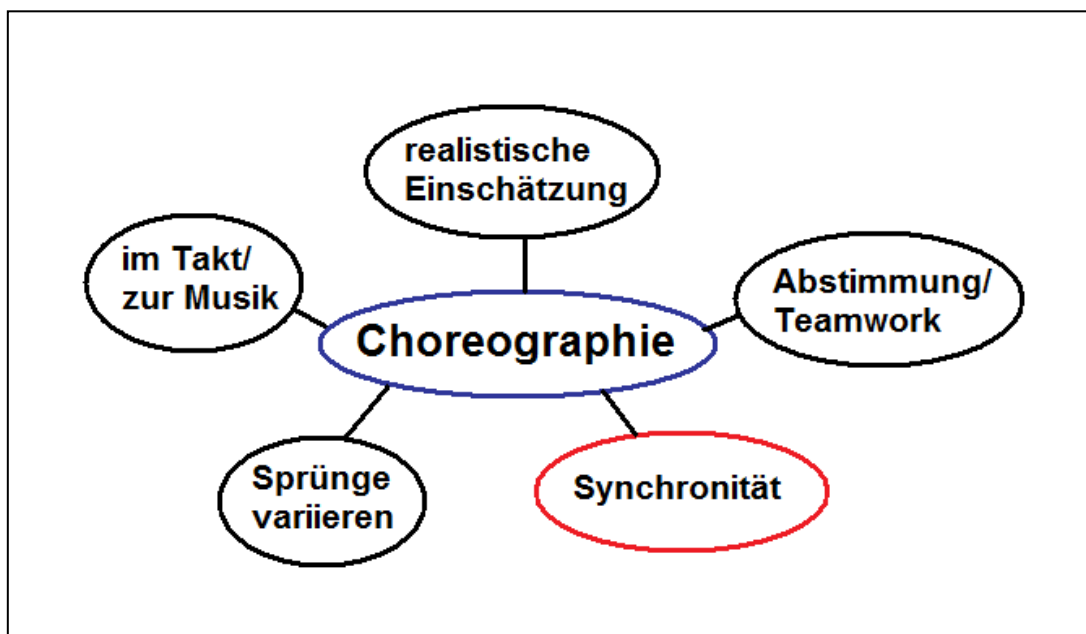 realistische
Einschätzung
im Takt/
zur Musik
Abstimmung/
Teamwork
Choreographie
Sprünge
variieren
Synchronität